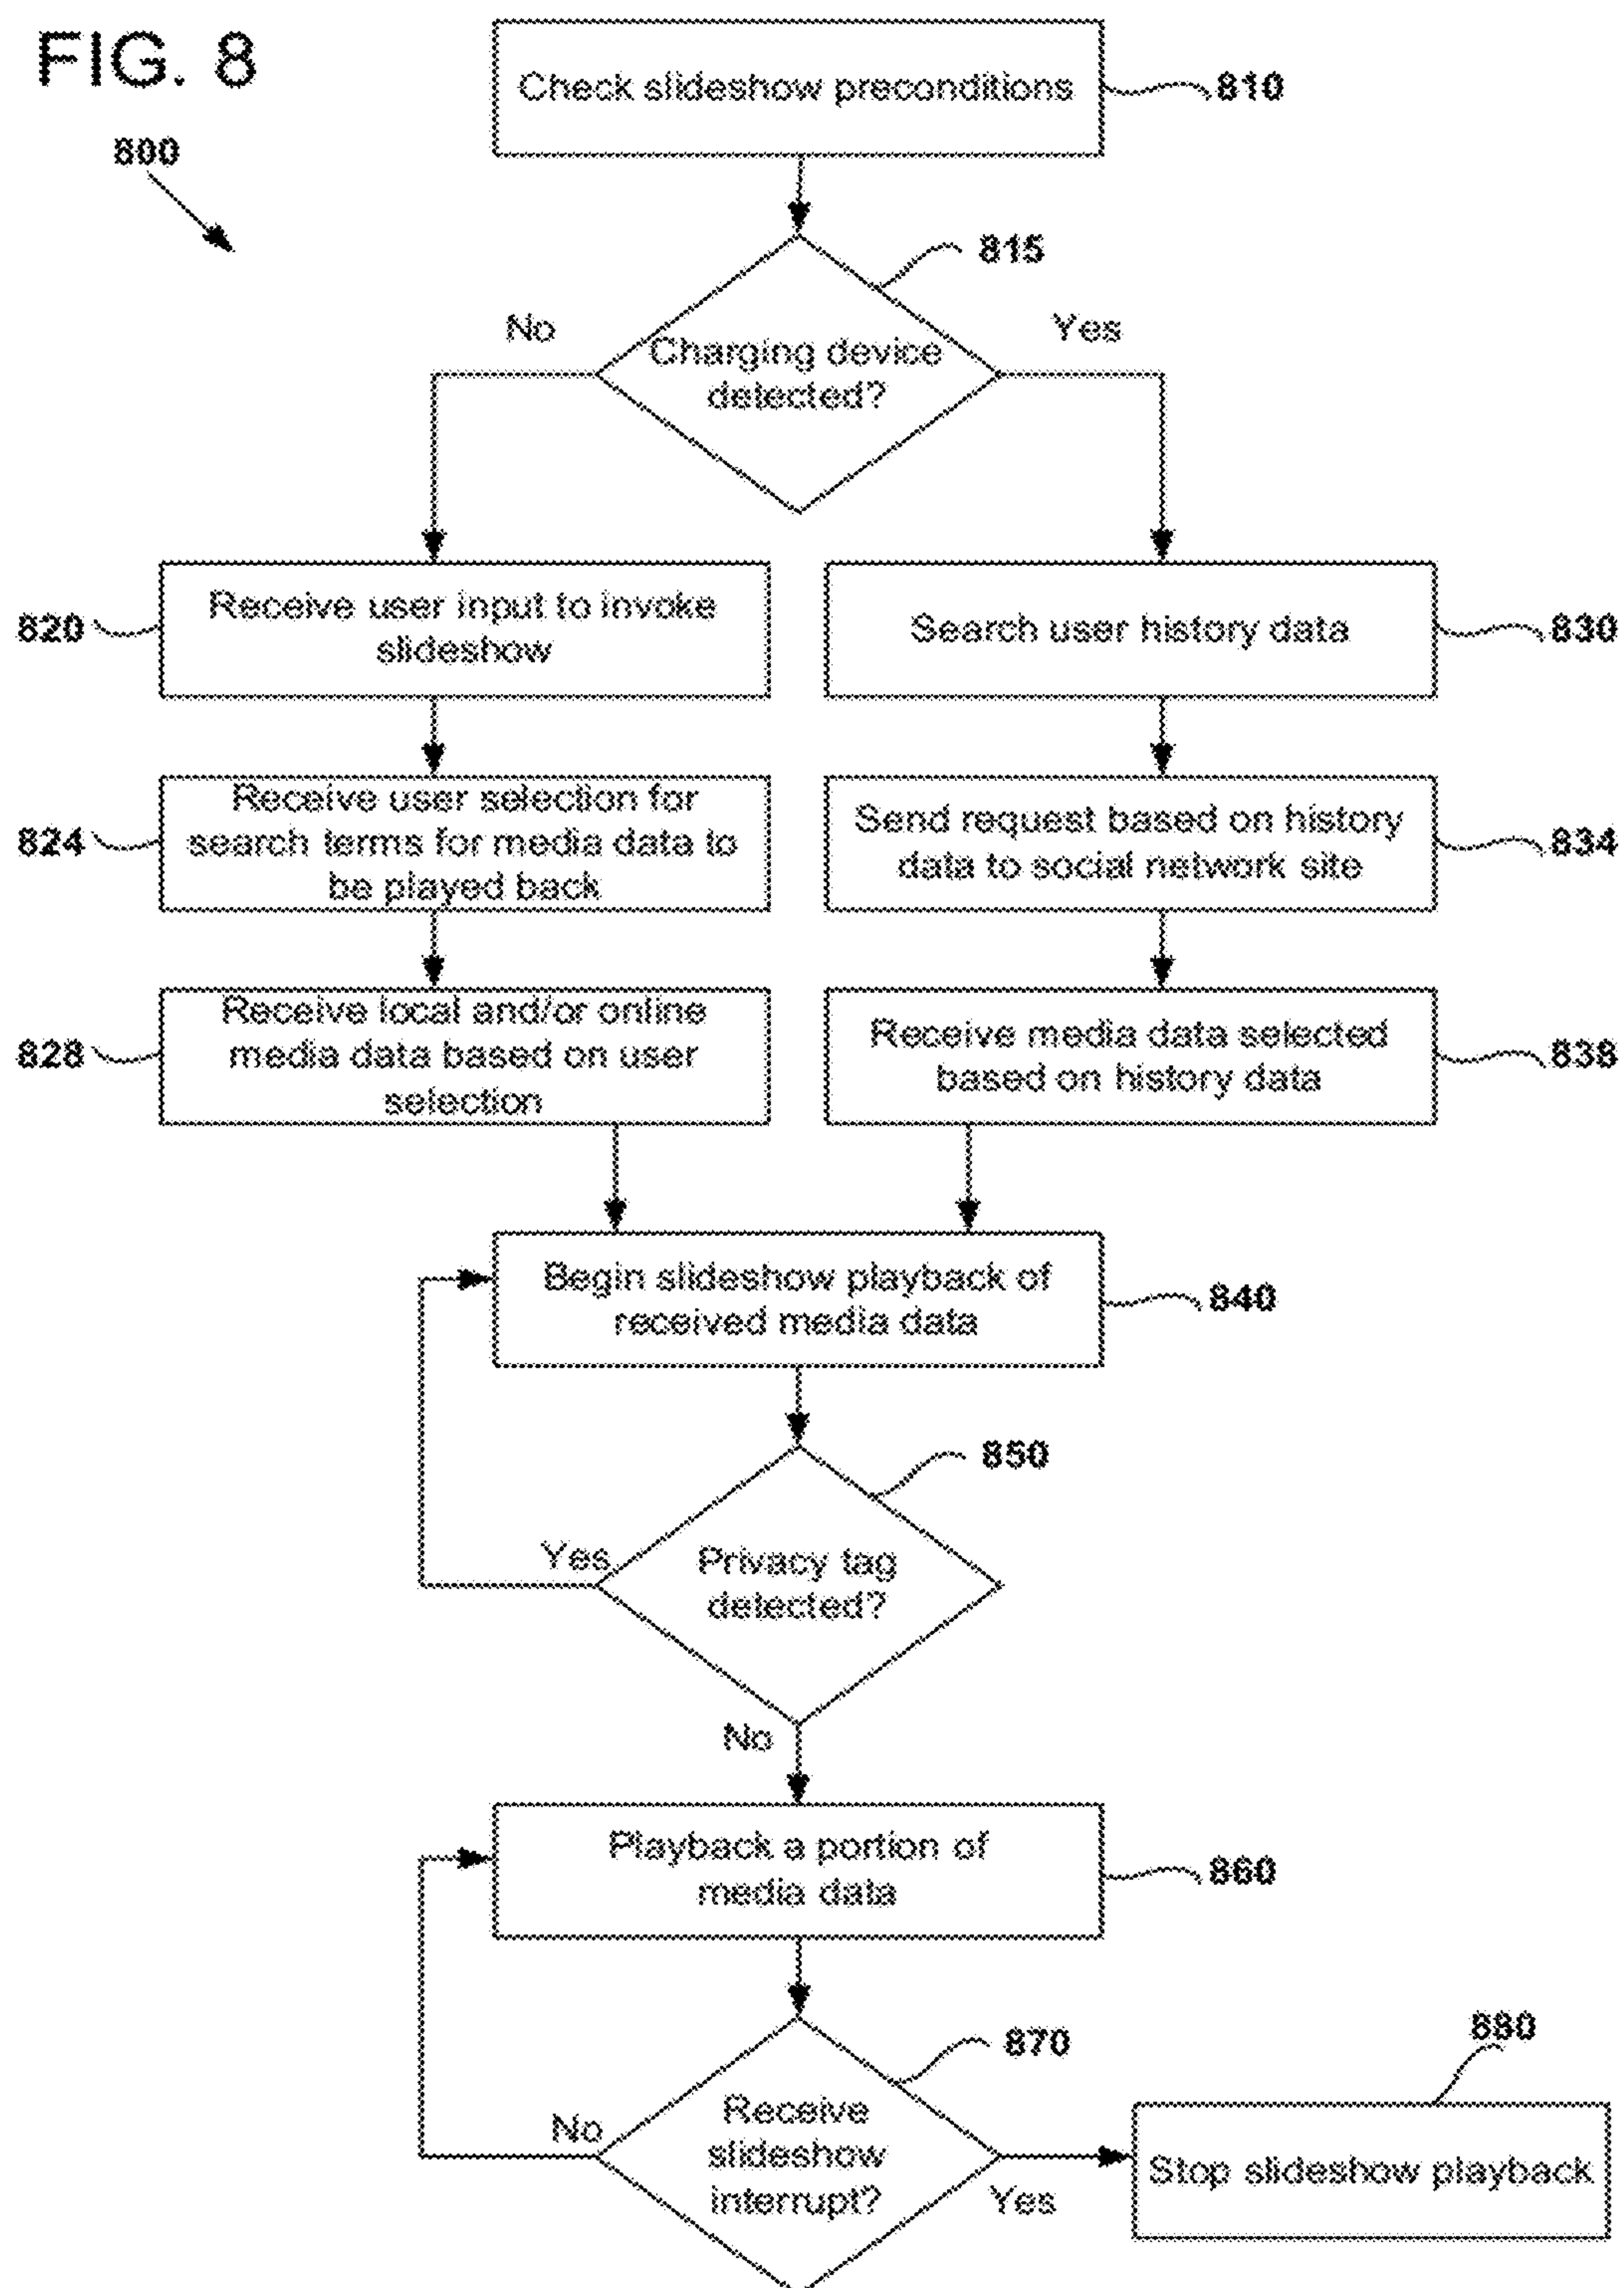 FIG. 8
800
Check slideshow preconditions
810
815
No
Yes
Charging device
detected?
820
Receive user input to invoke
slideshow
Search user history data
830
824
Receive user selection for
search terms for media data to
be played back
Send request based on history
data to social network site
834
828
Receive local and/or online
media data based on user
selection
Receive media data selected
based on history data
838
Begin slideshow playback of
received media data
840
850
Yes
Privacy tag
detected?
No
Playback a portion of
media data
860
870
880
No
Receive
slideshow
interrupt?
Yes
Stop slideshow playback